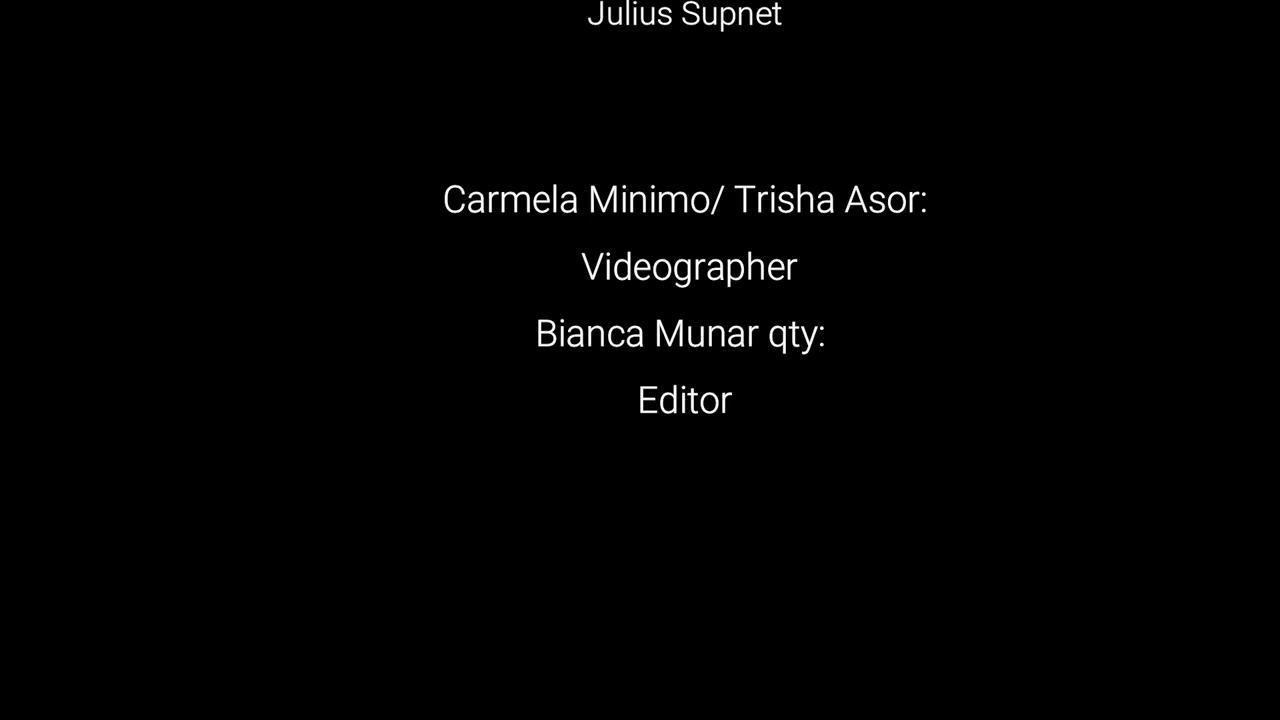 Julius Supnet
Carmela Minimo/ Trisha Asor:
Videographer
Bianca Munar qty:
Editor